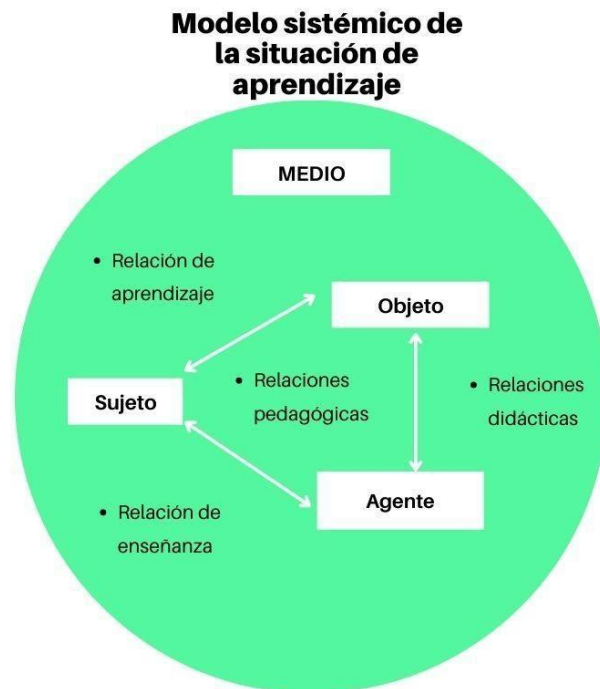 Modelo sistémico de
la situación de
aprendizaje
MEDIO
• Relación de
aprendizaje
Objeto
• Relaciones
pedagógicas
• Relaciones
didácticas
Sujeto
Agente
• Relación de
enseñanza